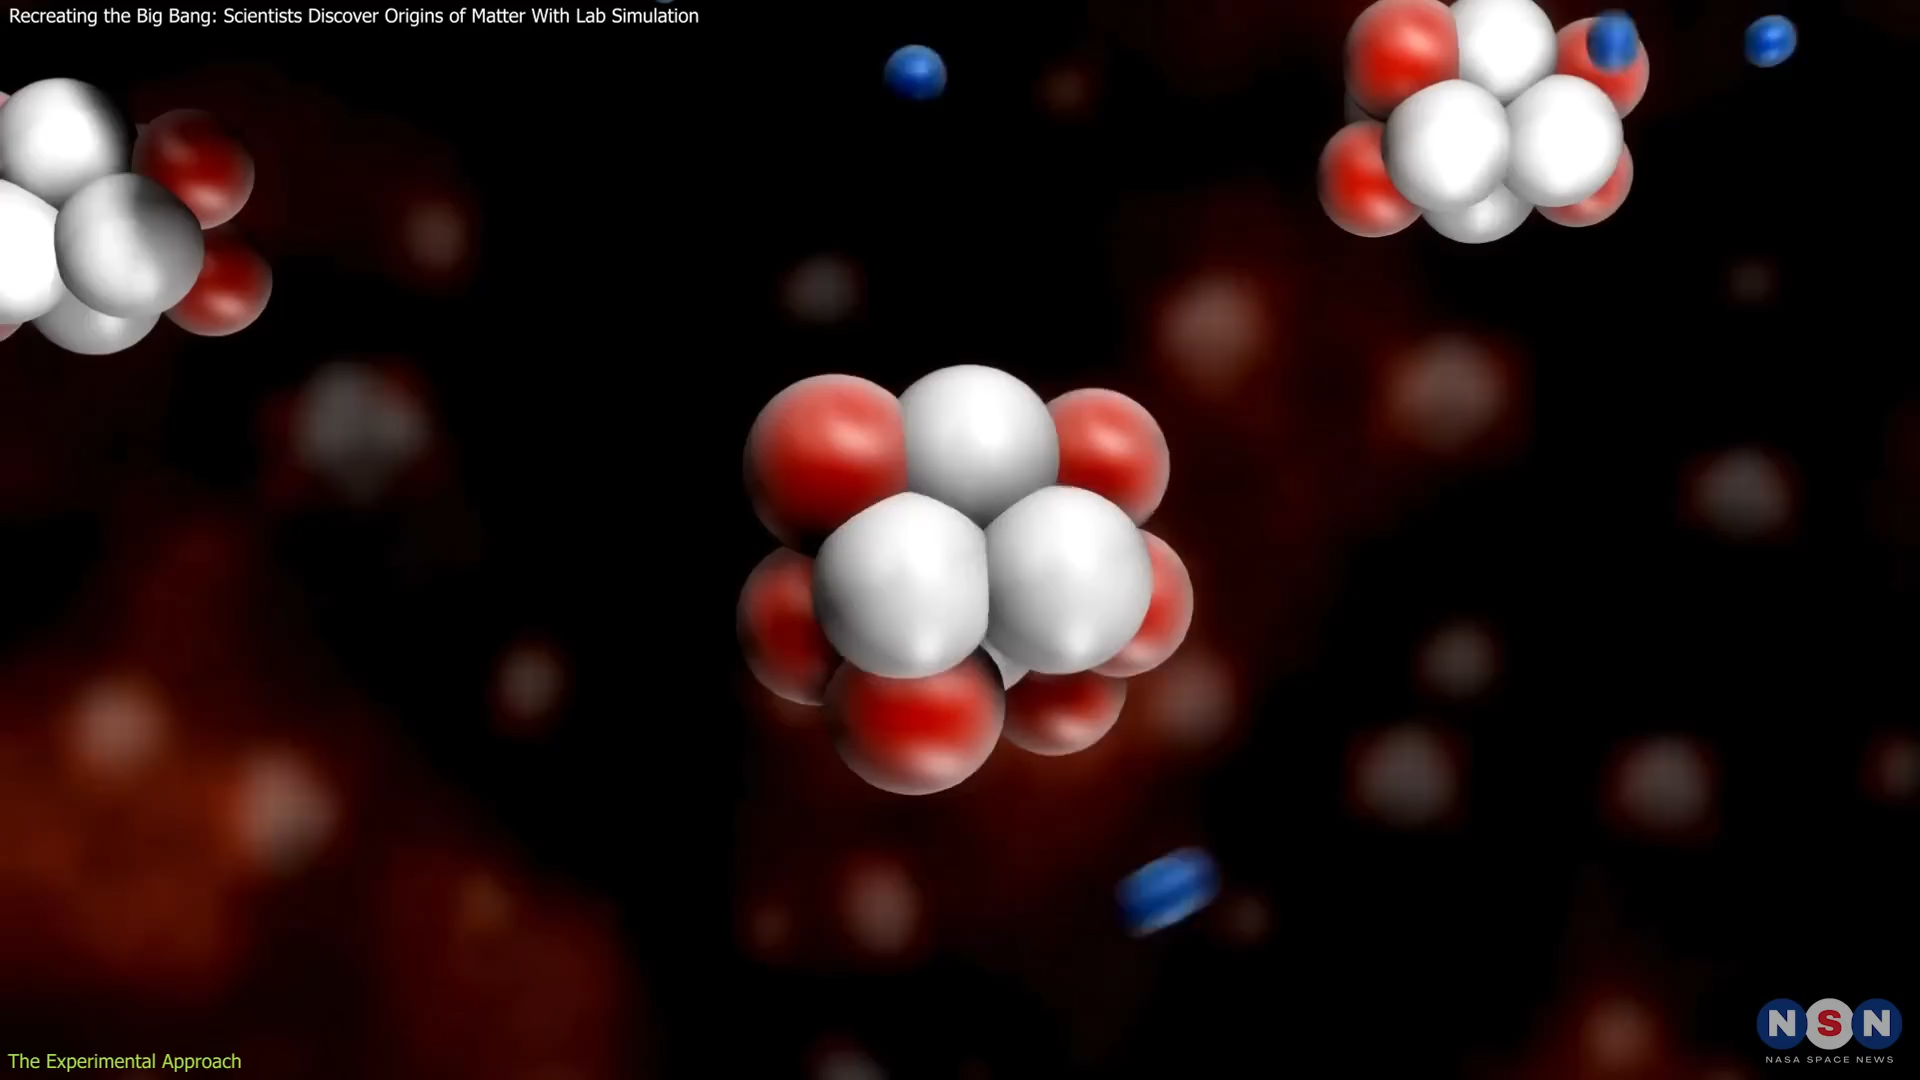 Recreating the Big Bang: Scientists Discover Origins of Matter With Lab Simulation
The Experimental Approach
NSN
NASA SPACE NEWS